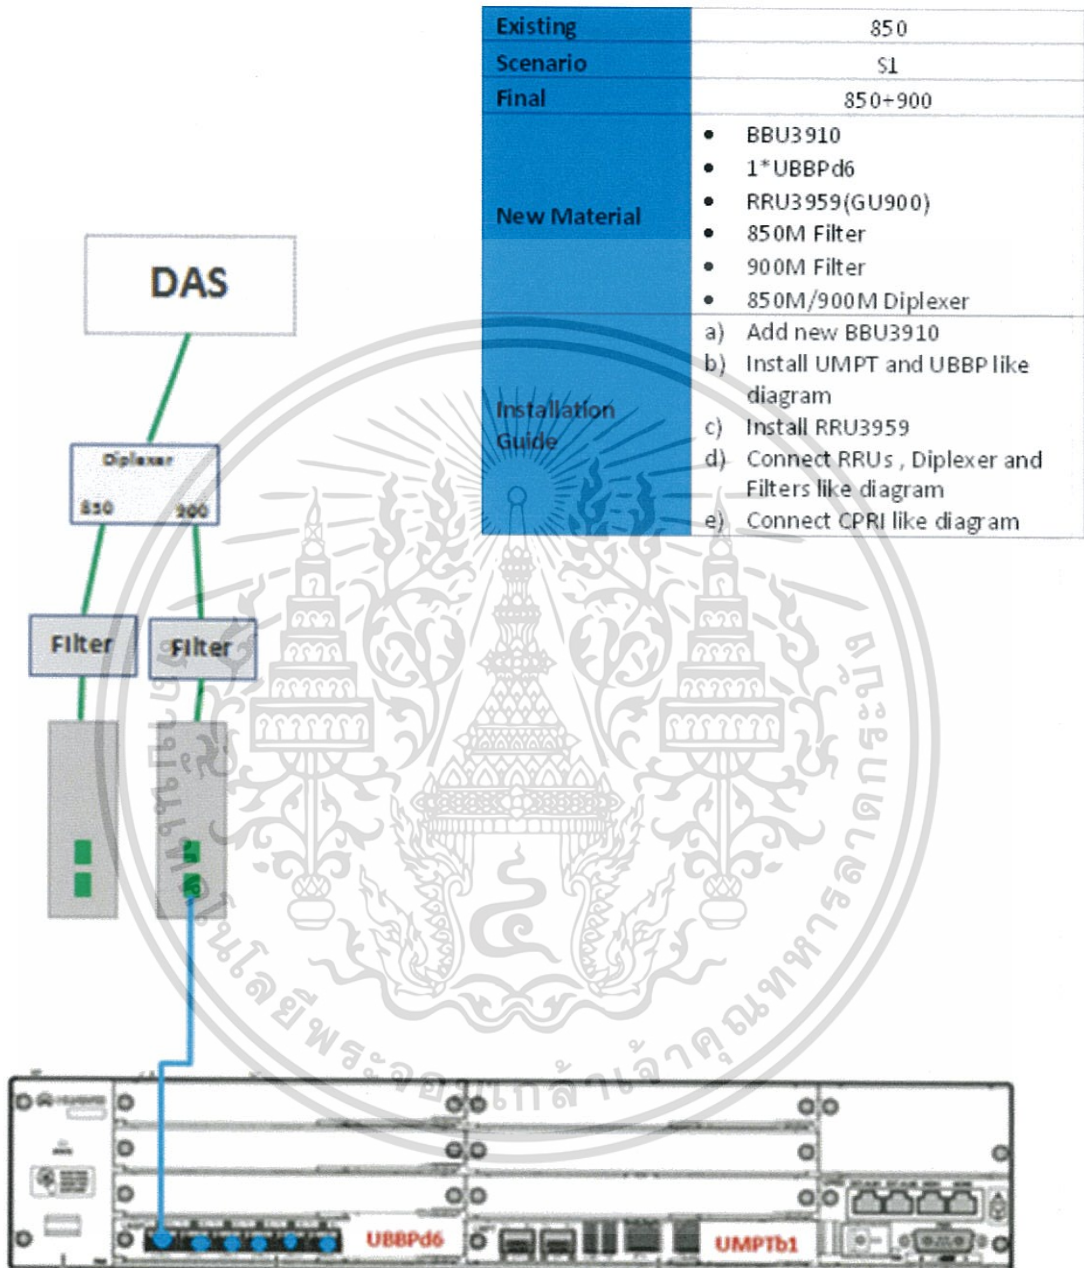 Existing 850
Scenario S1
Final 850+900
New Material
• BBU3910
• 1*UBBPd6
• RRU3959(GU900)
• 850M Filter
• 900M Filter
• 850M/900M Diplexer
Installation Guide
a) Add new BBU3910
b) Install UMPT and UBBP like
diagram
c) Install RRU3959
d) Connect RRUs , Diplexer and
Filters like diagram
e) Connect CPRI like diagram
DAS
Diplexer
850 900
Filter Filter
UBBPd6 UMPTb1